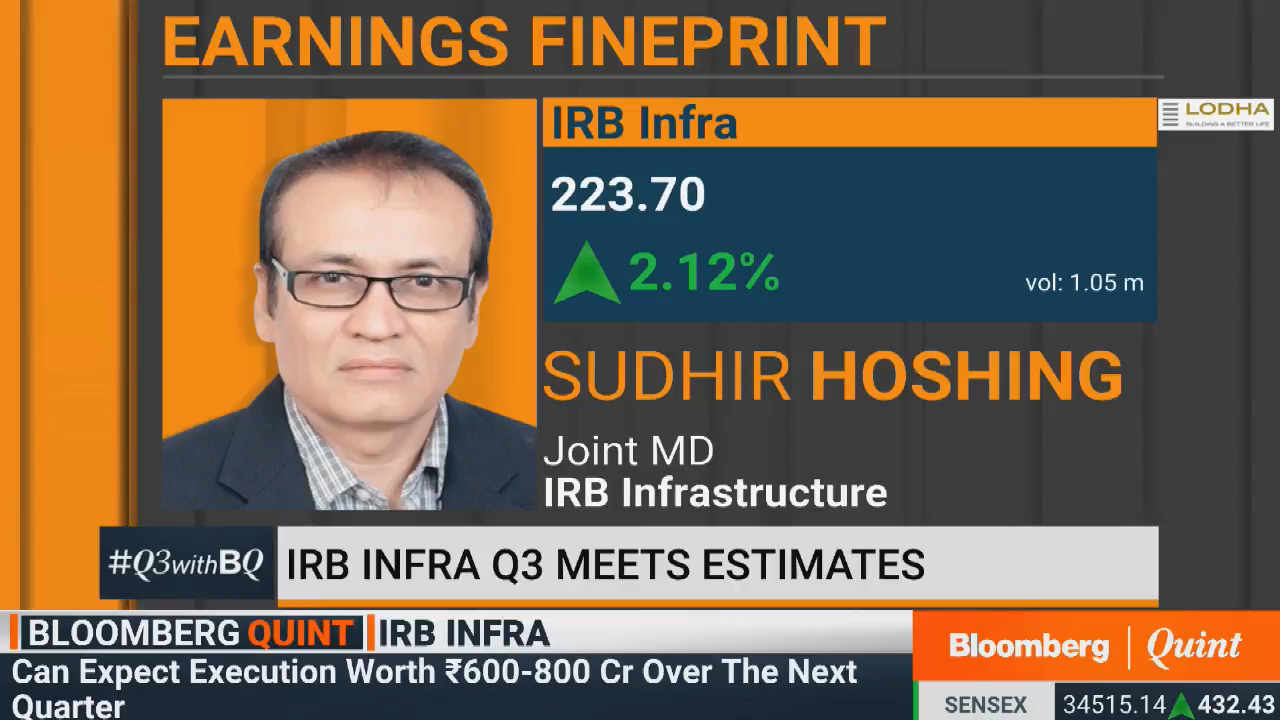 EARNINGS FINEPRINT
IRB Infra
LODHA
BUILDING A BETTER LIFE
223.70
2.12%
vol: 1.05 m
SUDHIR HOSHING
Joint MD
IRB Infrastructure
#Q3withBQ
IRB INFRA Q3 MEETS ESTIMATES
BLOOMBERG QUINT
IRB INFRA
Can Expect Execution Worth ₹600-800 Cr Over The Next
Quarter
Bloomberg | Quint
SENSEX 34515.14 432.43